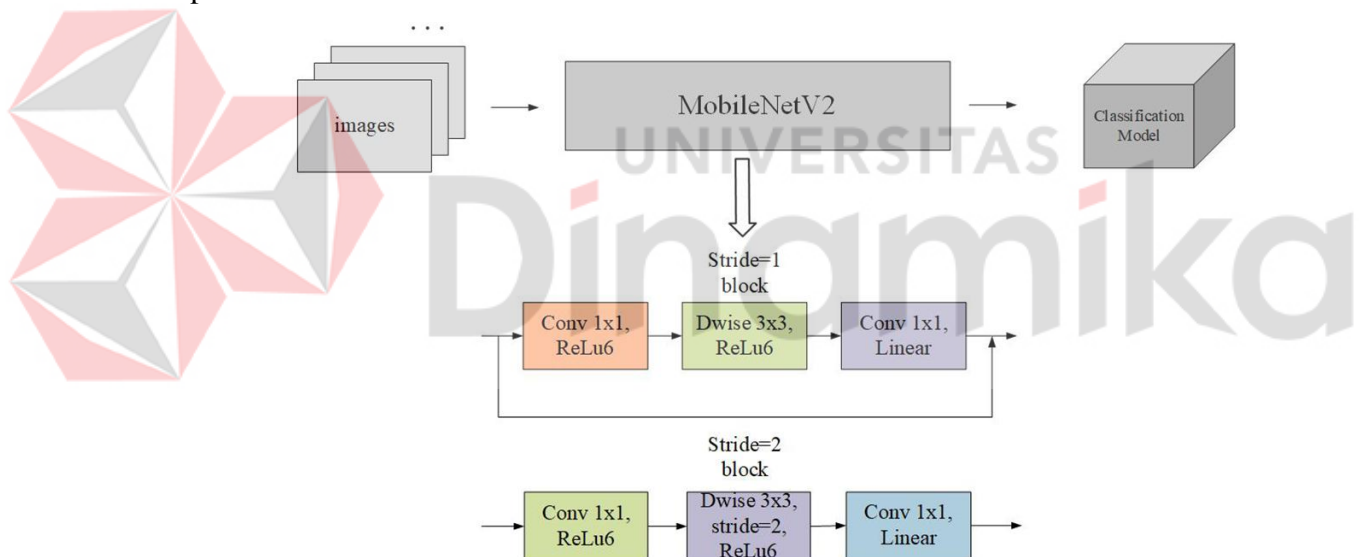 . . .
images
MobileNetV2
Classification
Model
UNIVERSITAS
Dinamika
Stride=1
block
Conv 1x1,
ReLu6
Dwise 3x3,
ReLu6
Conv 1x1,
Linear
Stride=2
block
Conv 1x1,
ReLu6
Dwise 3x3,
stride=2,
ReLu6
Conv 1x1,
Linear